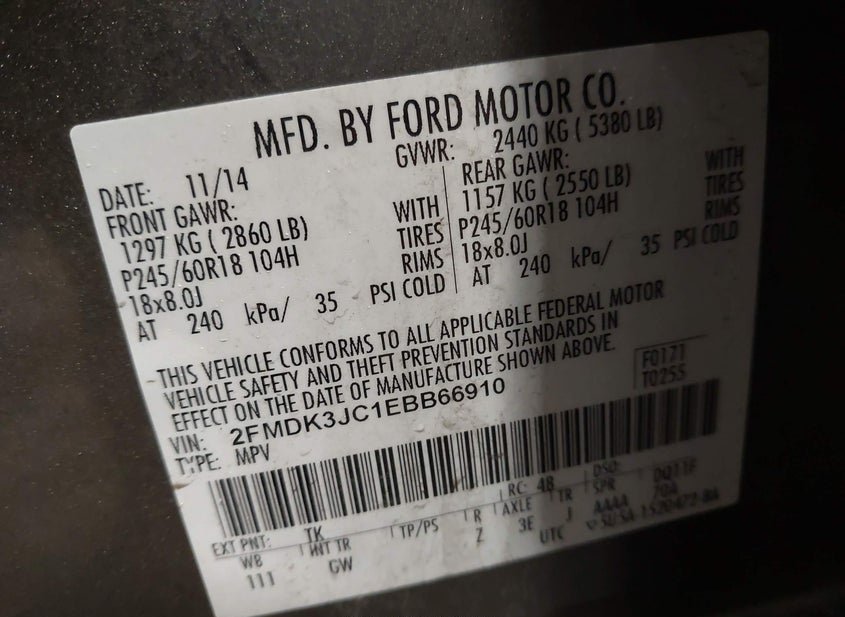 MFD. BY FORD MOTOR CO.
DATE: 11/14
GVWR: 2440 KG ( 5380 LB)
FRONT GAWR:
1297 KG ( 2860 LB) WITH
P245/60R18 104H TIRES
18x8.0J RIMS
AT 240 kPa/ 35 PSI COLD
REAR GAWR:
1157 KG ( 2550 LB) WITH
P245/60R18 104H TIRES
18x8.0J RIMS
AT 240 kPa/ 35 PSI COLD
THIS VEHICLE CONFORMS TO ALL APPLICABLE FEDERAL MOTOR
VEHICLE SAFETY AND THEFT PREVENTION STANDARDS IN
EFFECT ON THE DATE OF MANUFACTURE SHOWN ABOVE.
F0171
T0255
VIN: 2FMDK3JC1EBB66910
TYPE: MPV
EXT PNT: TK RC: 48 DSO:
WB INT TR TP/PS R AXLE TR SPR DQ11F
111 GW Z 3E J AAAA 70A
UTC